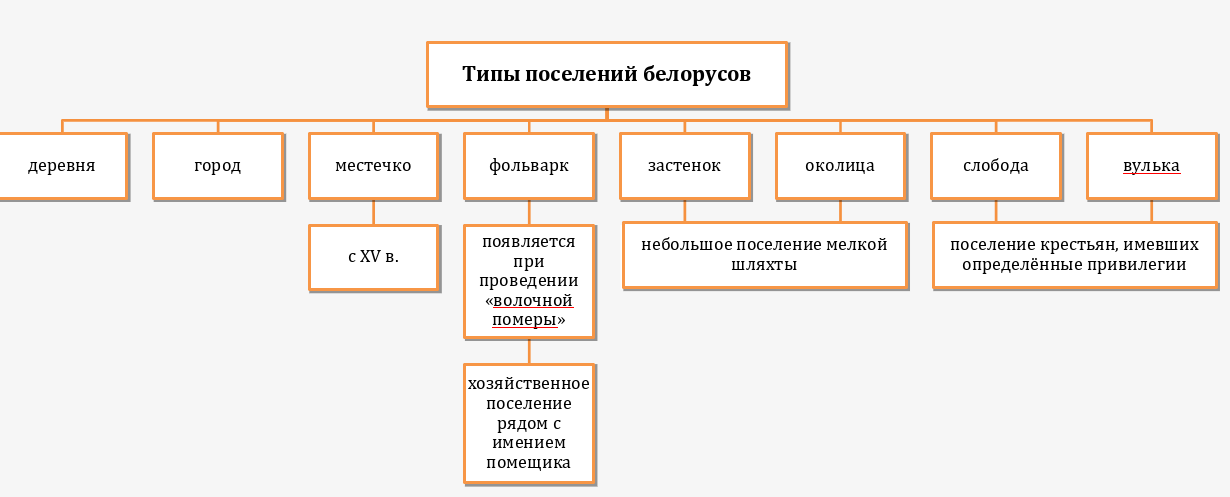 Типы поселений белорусов
деревня
город
местечко
фольварк
застенок
околица
слобода
вулька
с XV в.
появляется
при
проведении
«волочной
померы»
небольшое поселение мелкой
шляхты
поселение крестьян, имевших
определённые привилегии
хозяйственное
поселение
рядом с
имением
помещика